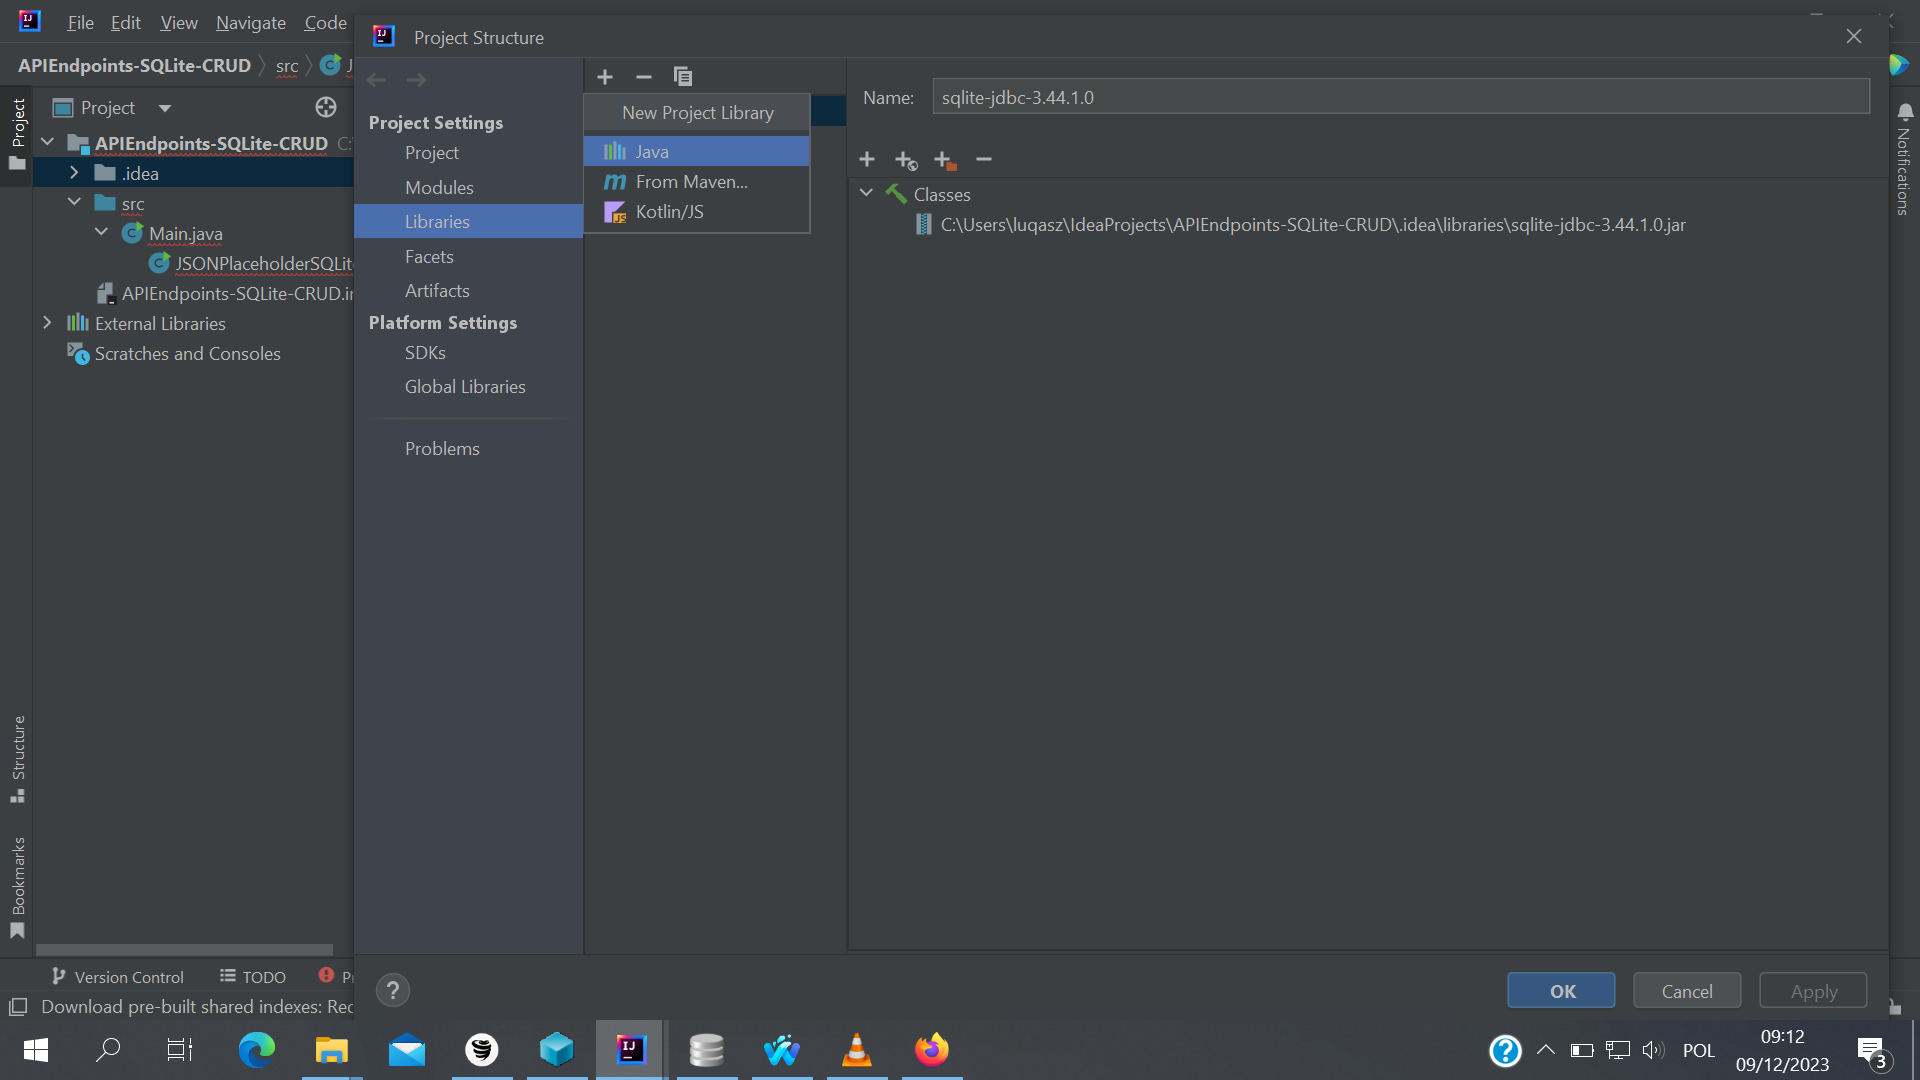 File Edit View Navigate Code
Project Structure
APIEndpoints-SQLite-CRUD src
Project
Project
APIEndpoints-SQLite-CRUD
.idea
src
Main.java
JSONPlaceholderSQLit
APIEndpoints-SQLite-CRUD.i
External Libraries
Scratches and Consoles
Structure
Bookmarks
Project Settings
Project
Modules
Libraries
Facets
Artifacts
Platform Settings
SDKs
Global Libraries
Problems
New Project Library
Java
From Maven...
Kotlin/JS
Name: sqlite-jdbc-3.44.1.0
Classes
C:\Users\luqasz\IdeaProjects\APIEndpoints-SQLite-CRUD\.idea\libraries\sqlite-jdbc-3.44.1.0.jar
Notifications
?
OK Cancel Apply
Version Control TODO
Download pre-built shared indexes: Rec
POL
09:12
09/12/2023
3